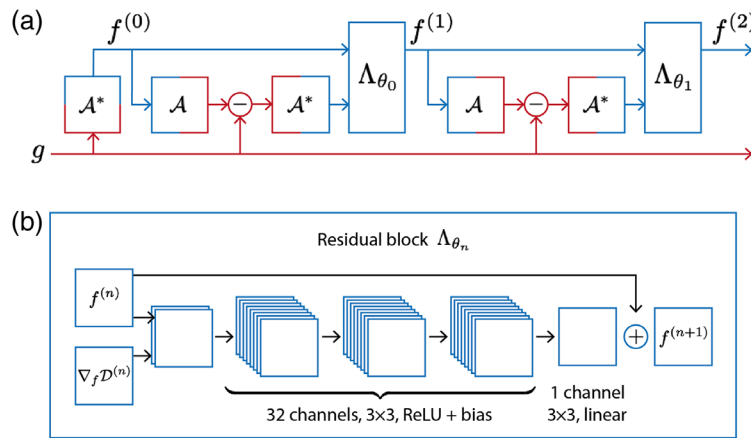 (a)
f^(0) f^(1) f^(2)
𝒜* 𝒜 − 𝒜* Λ_θ₀ 𝒜 − 𝒜* Λ_θ₁
g
(b)
Residual block Λ_θₙ
f^(n)
+ f^(n+1)
∇_f 𝒟^(n)
32 channels, 3×3, ReLU + bias
1 channel
3×3, linear